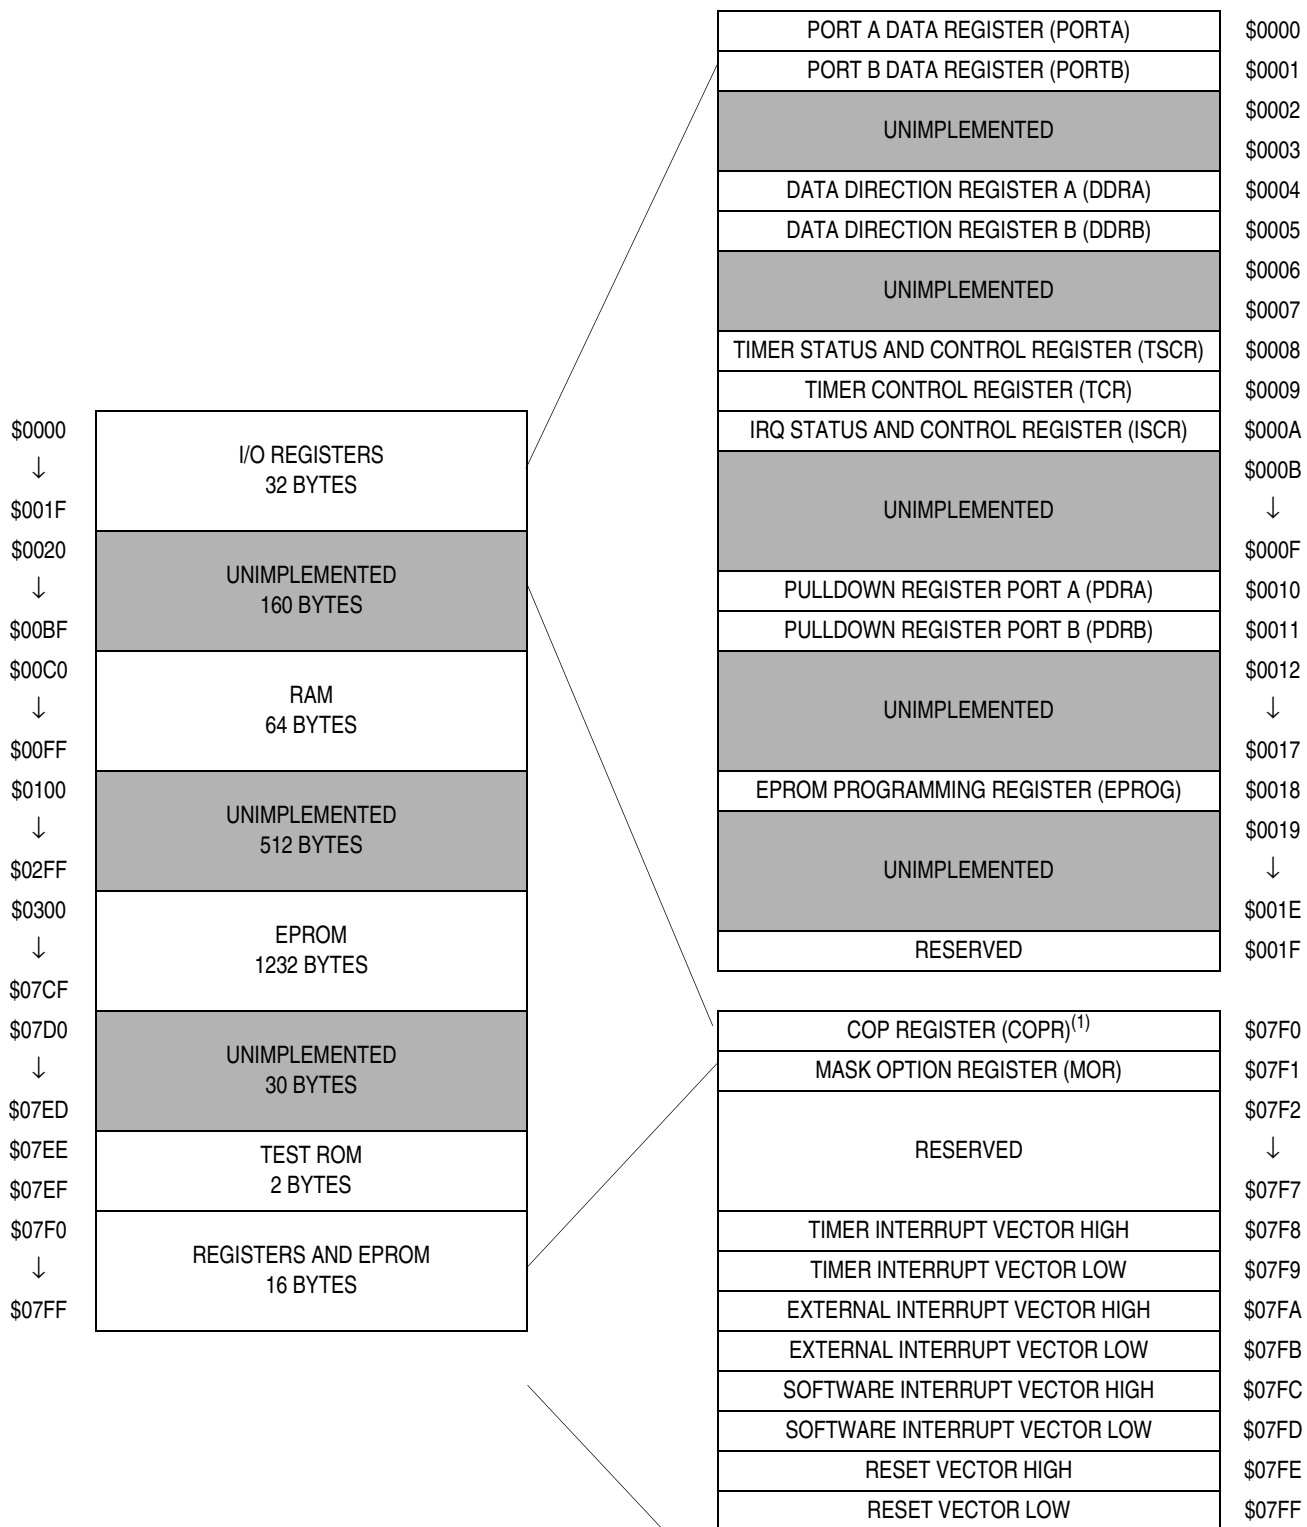 $0000
↓
$001F
I/O REGISTERS
32 BYTES
$0020
↓
$00BF
UNIMPLEMENTED
160 BYTES
$00C0
↓
$00FF
RAM
64 BYTES
$0100
↓
$02FF
UNIMPLEMENTED
512 BYTES
$0300
↓
$07CF
EPROM
1232 BYTES
$07D0
↓
$07ED
UNIMPLEMENTED
30 BYTES
$07EE
$07EF
TEST ROM
2 BYTES
$07F0
↓
$07FF
REGISTERS AND EPROM
16 BYTES
PORT A DATA REGISTER (PORTA) $0000
PORT B DATA REGISTER (PORTB) $0001
UNIMPLEMENTED
$0002
$0003
DATA DIRECTION REGISTER A (DDRA) $0004
DATA DIRECTION REGISTER B (DDRB) $0005
UNIMPLEMENTED
$0006
$0007
TIMER STATUS AND CONTROL REGISTER (TSCR) $0008
TIMER CONTROL REGISTER (TCR) $0009
IRQ STATUS AND CONTROL REGISTER (ISCR) $000A
UNIMPLEMENTED
$000B
↓
$000F
PULLDOWN REGISTER PORT A (PDRA) $0010
PULLDOWN REGISTER PORT B (PDRB) $0011
UNIMPLEMENTED
$0012
↓
$0017
EPROM PROGRAMMING REGISTER (EPROG) $0018
UNIMPLEMENTED
$0019
↓
$001E
RESERVED $001F
COP REGISTER (COPR)(1) $07F0
MASK OPTION REGISTER (MOR) $07F1
RESERVED
$07F2
↓
$07F7
TIMER INTERRUPT VECTOR HIGH $07F8
TIMER INTERRUPT VECTOR LOW $07F9
EXTERNAL INTERRUPT VECTOR HIGH $07FA
EXTERNAL INTERRUPT VECTOR LOW $07FB
SOFTWARE INTERRUPT VECTOR HIGH $07FC
SOFTWARE INTERRUPT VECTOR LOW $07FD
RESET VECTOR HIGH $07FE
RESET VECTOR LOW $07FF